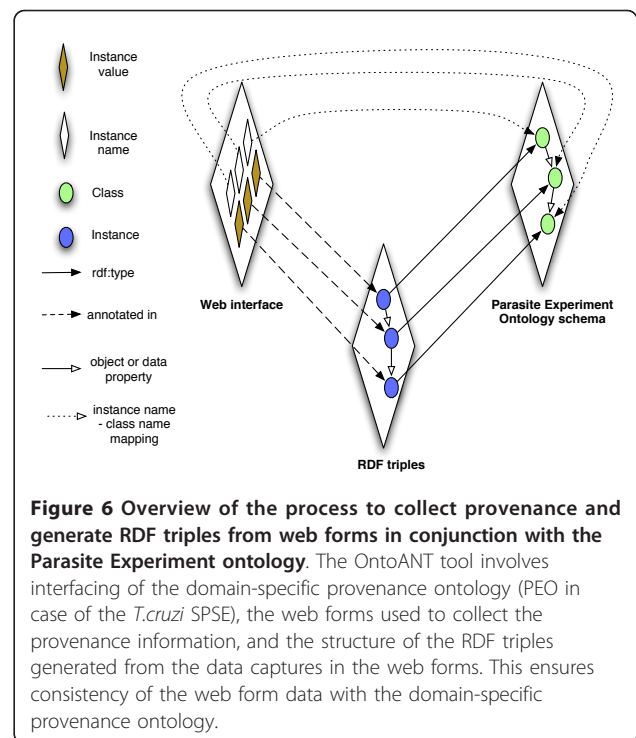 Instance
value
Instance
name
Class
Instance
rdf:type
annotated in
object or data
property
instance name
- class name
mapping
Web interface
Parasite Experiment
Ontology schema
RDF triples
Figure 6 Overview of the process to collect provenance and
generate RDF triples from web forms in conjunction with the
Parasite Experiment ontology. The OntoANT tool involves
interfacing of the domain-specific provenance ontology (PEO in
case of the T.cruzi SPSE), the web forms used to collect the
provenance information, and the structure of the RDF triples
generated from the data captures in the web forms. This ensures
consistency of the web form data with the domain-specific
provenance ontology.